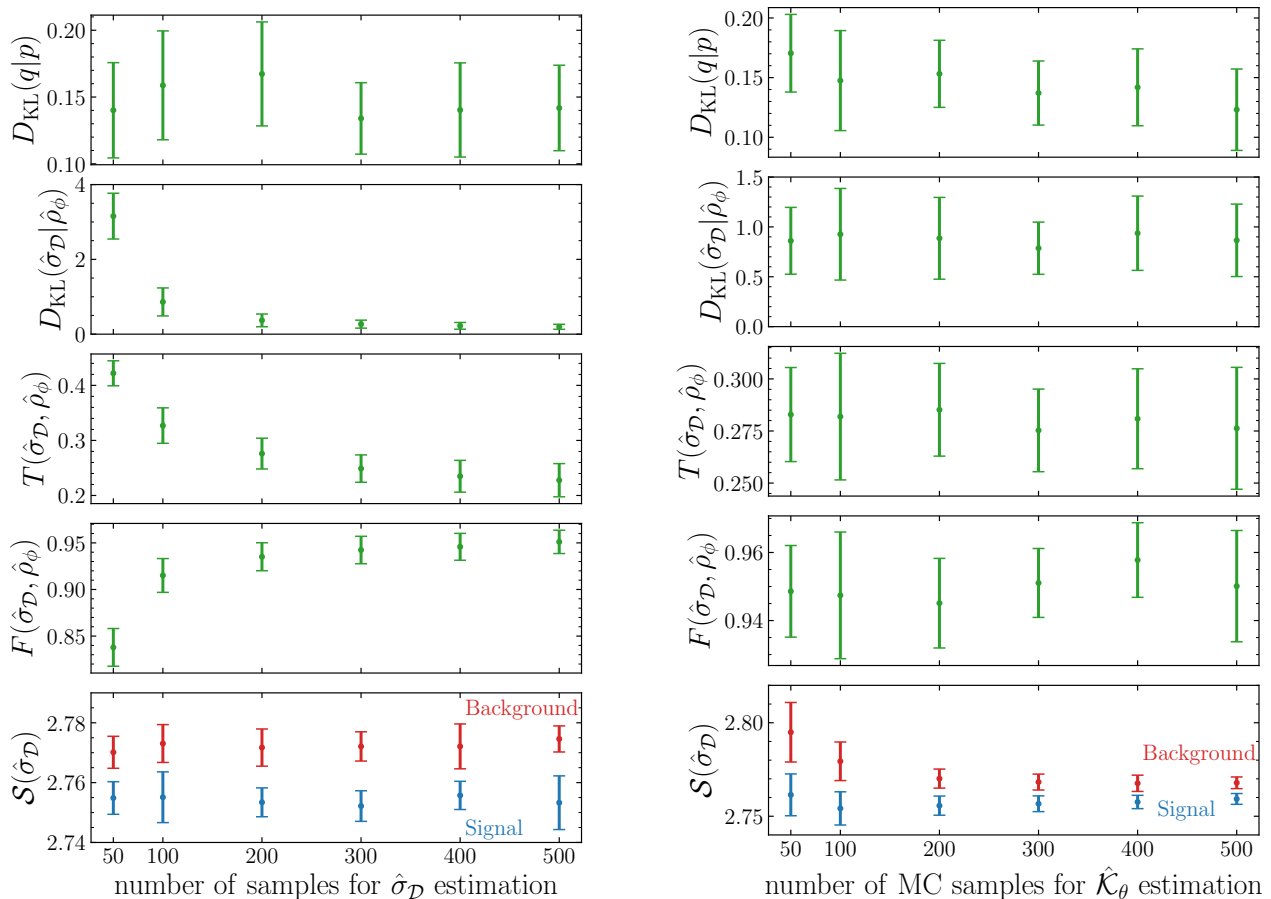 D_KL(q|p)
0.20
0.15
0.10
D_KL(σ̂_𝒟|ρ̂_ϕ)
4
2
0
T(σ̂_𝒟, ρ̂_ϕ)
0.4
0.3
0.2
F(σ̂_𝒟, ρ̂_ϕ)
0.95
0.90
0.85
𝒮(σ̂_𝒟)
2.78
2.76
2.74
Background
Signal
50 100 200 300 400 500
number of samples for σ̂_𝒟 estimation
D_KL(q|p)
0.20
0.15
0.10
D_KL(σ̂_𝒟|ρ̂_ϕ)
1.5
1.0
0.5
0.0
T(σ̂_𝒟, ρ̂_ϕ)
0.300
0.275
0.250
F(σ̂_𝒟, ρ̂_ϕ)
0.96
0.94
𝒮(σ̂_𝒟)
2.80
2.75
Background
Signal
50 100 200 300 400 500
number of MC samples for 𝒦̂_θ estimation